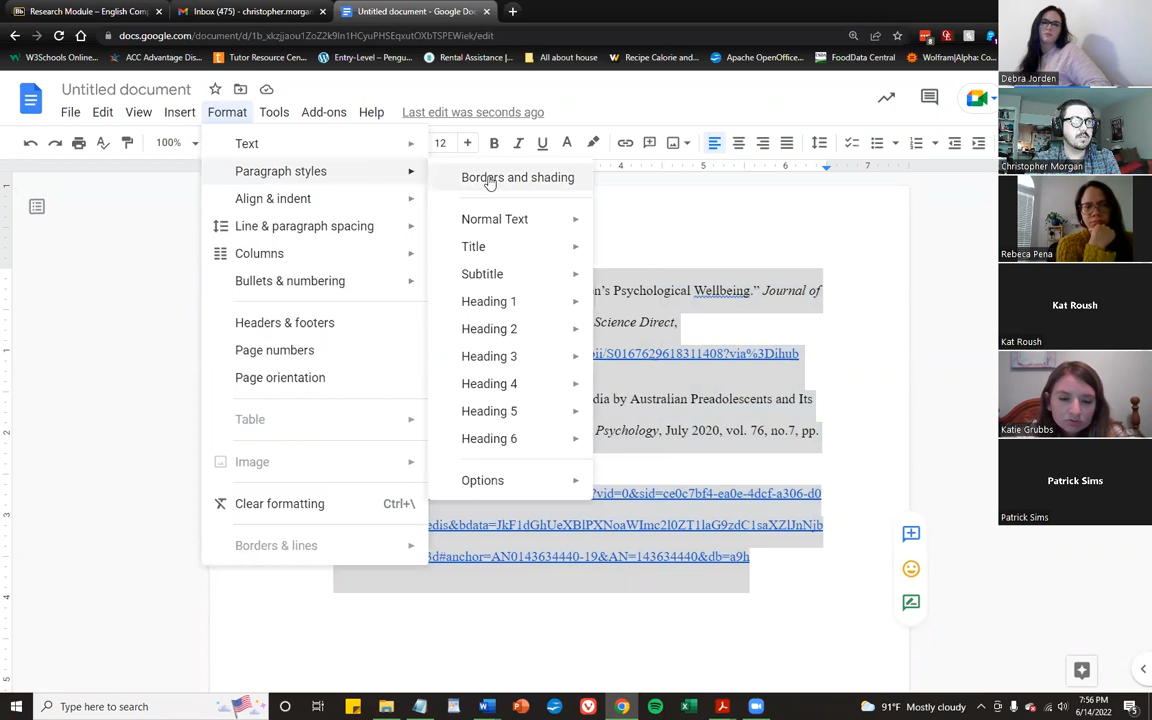 Research Module – English Com
Inbox (475) - christopher.morgan
Untitled document - Google Doc
docs.google.com/document/d/1b_xkzjjaou1ZoZ2k9In1HCyuPHSEqxutOXbTSPEWiek/edit
W3Schools Onlin...
ACC Advantage Dis...
Tutor Resource Cen...
Entry-Level – Pengu...
Rental Assistance |...
All about house
Recipe Calorie and...
Apache OpenOffice...
FoodData Central
Wolfram|Alpha: Co...
Untitled document
File Edit View Insert Format Tools Add-ons Help Last edit was seconds ago
100% 12
4 5 6
Text
Paragraph styles
Align & indent
Line & paragraph spacing
Columns
Bullets & numbering
Headers & footers
Page numbers
Page orientation
Table
Image
Clear formatting Ctrl+\
Borders & lines
Borders and shading
Normal Text
Title
Subtitle
Heading 1
Heading 2
Heading 3
Heading 4
Heading 5
Heading 6
Options
n's Psychological Wellbeing." Journal of
Science Direct,
pii/S0167629618311408?via%3Dihub
dia by Australian Preadolescents and Its
Psychology, July 2020, vol. 76, no.7, pp.
?vid=0&sid=ce0c7bf4-ea0e-4dcf-a306-d0
edis&bdata=JkF1dGhUeXBlPXNoaWImc2l0ZT1laG9zdC1saXZlJnNjb
3d#anchor=AN0143634440-19&AN=143634440&db=a9h
Debra Jorden
Christopher Morgan
Rebeca Pena
Kat Roush
Kat Roush
Katie Grubbs
Patrick Sims
Patrick Sims
Type here to search
91°F Mostly cloudy
7:56 PM
6/14/2022